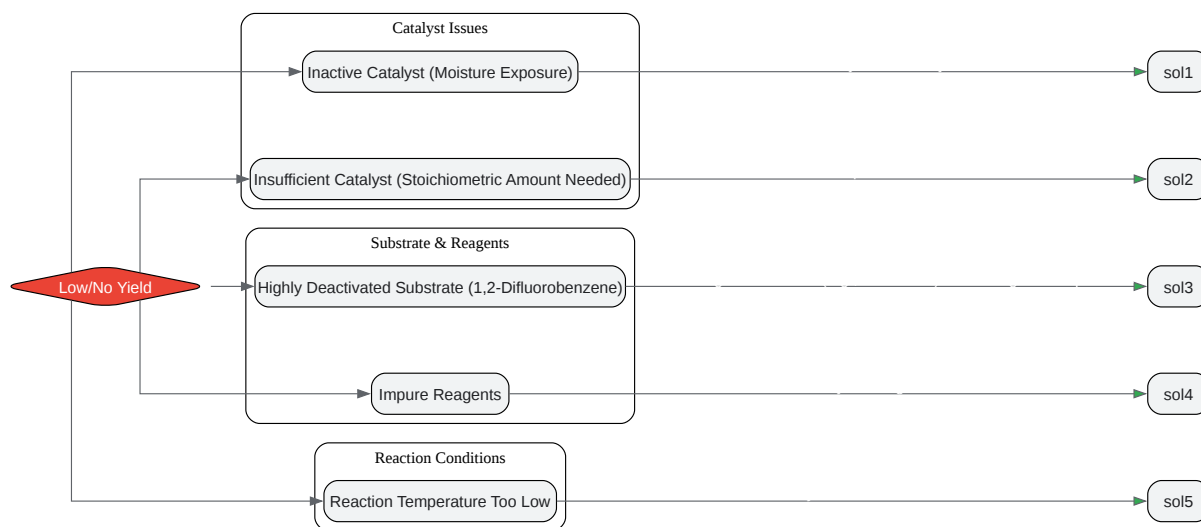 Catalyst Issues
Inactive Catalyst (Moisture Exposure)
sol1
Insufficient Catalyst (Stoichiometric Amount Needed)
sol2
Substrate & Reagents
Low/No Yield
Highly Deactivated Substrate (1,2-Difluorobenzene)
sol3
Impure Reagents
sol4
Reaction Conditions
Reaction Temperature Too Low
sol5